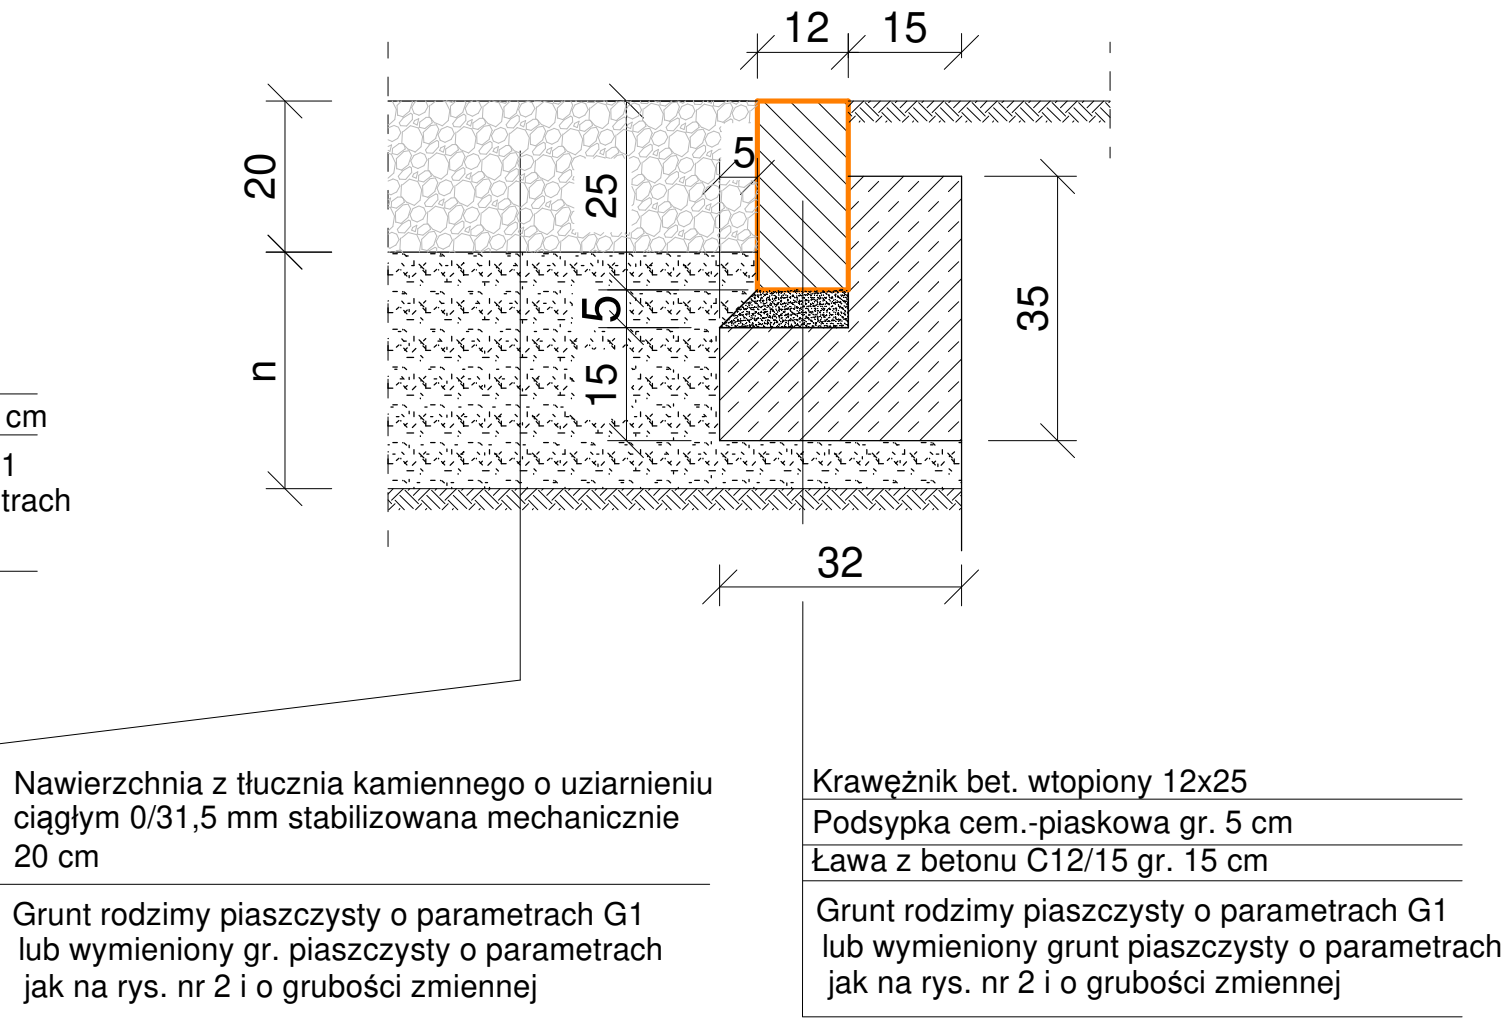 12
15
20
25
5
5
15
n
35
32
cm
1
trach
Nawierzchnia z tłucznia kamiennego o uziarnieniu
ciągłym 0/31,5 mm stabilizowana mechanicznie
20 cm
Grunt rodzimy piaszczysty o parametrach G1
lub wymieniony gr. piaszczysty o parametrach
jak na rys. nr 2 i o grubości zmiennej
Krawężnik bet. wtopiony 12x25
Podsypka cem.-piaskowa gr. 5 cm
Ława z betonu C12/15 gr. 15 cm
Grunt rodzimy piaszczysty o parametrach G1
lub wymieniony grunt piaszczysty o parametrach
jak na rys. nr 2 i o grubości zmiennej